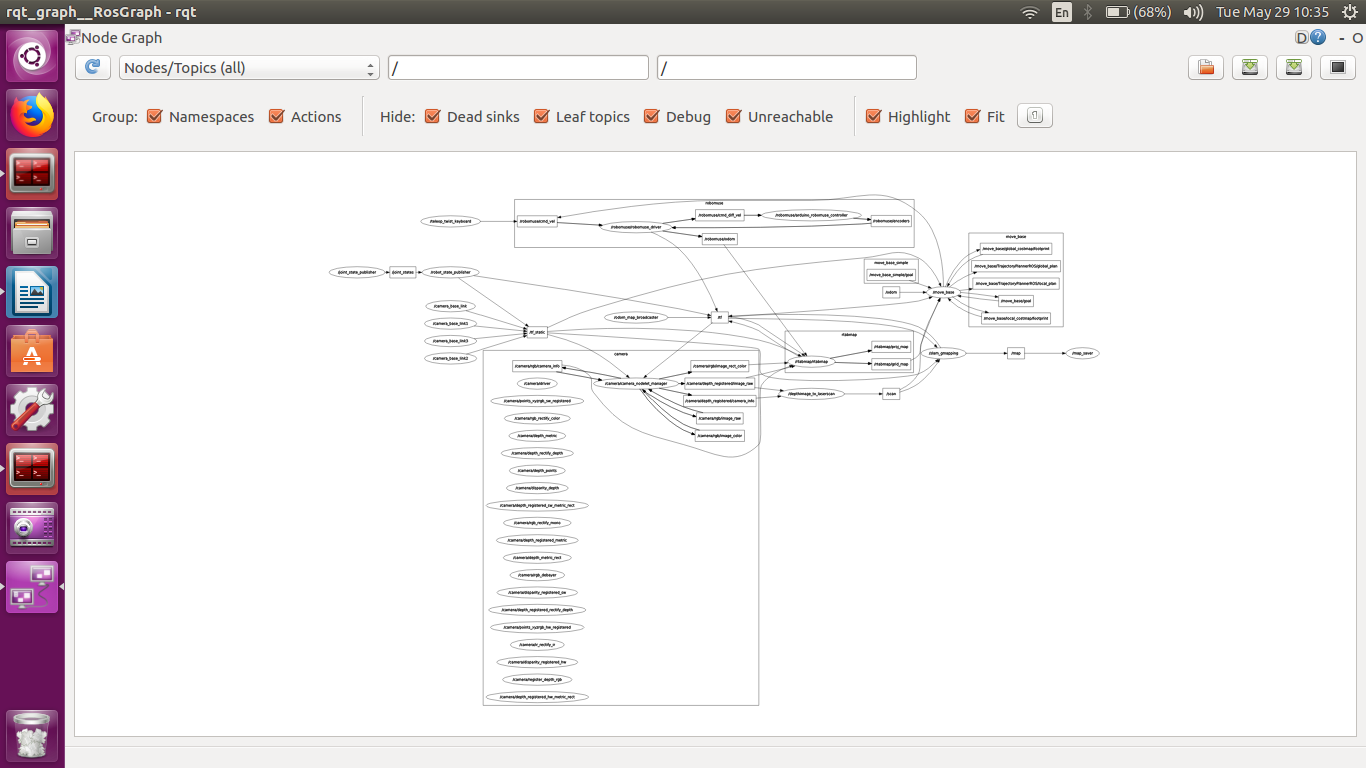 rqt_graph__RosGraph - rqt
En
(68%)
Tue May 29 10:35
Node Graph
D
?
- O
Nodes/Topics (all)
/
/
Group:
Namespaces
Actions
Hide:
Dead sinks
Leaf topics
Debug
Unreachable
Highlight
Fit
robomuse
/teleop_twist_keyboard
/robomuse/cmd_vel
/robomuse/robomuse_driver
/robomuse/cmd_diff_vel
/robomuse/arduino_robomuse_controller
/robomuse/encoders
/robomuse/odom
move_base
/move_base/global_costmap/footprint
/move_base/TrajectoryPlannerROS/global_plan
/move_base/TrajectoryPlannerROS/local_plan
/move_base/goal
/move_base/local_costmap/footprint
move_base_simple
/move_base_simple/goal
/odom
/move_base
/joint_state_publisher
/joint_states
/robot_state_publisher
/camera_base_link
/camera_base_link1
/camera_base_link3
/camera_base_link2
/tf_static
/odom_map_broadcaster
/tf
rtabmap
/rtabmap/rtabmap
/rtabmap/proj_map
/rtabmap/grid_map
/slam_gmapping
/map
/map_saver
/depthimage_to_laserscan
/scan
camera
/camera/rgb/camera_info
/camera/camera_nodelet_manager
/camera/rgb/image_rect_color
/camera/depth_registered/image_raw
/camera/depth_registered/camera_info
/camera/rgb/image_raw
/camera/rgb/image_color
/camera/driver
/camera/points_xyzrgb_sw_registered
/camera/rgb_rectify_color
/camera/depth_metric
/camera/depth_rectify_depth
/camera/depth_points
/camera/disparity_depth
/camera/depth_registered_sw_metric_rect
/camera/rgb_rectify_mono
/camera/depth_registered_metric
/camera/depth_metric_rect
/camera/rgb_debayer
/camera/disparity_registered_sw
/camera/depth_registered_rectify_depth
/camera/points_xyzrgb_hw_registered
/camera/ir_rectify_ir
/camera/disparity_registered_hw
/camera/register_depth_rgb
/camera/depth_registered_hw_metric_rect